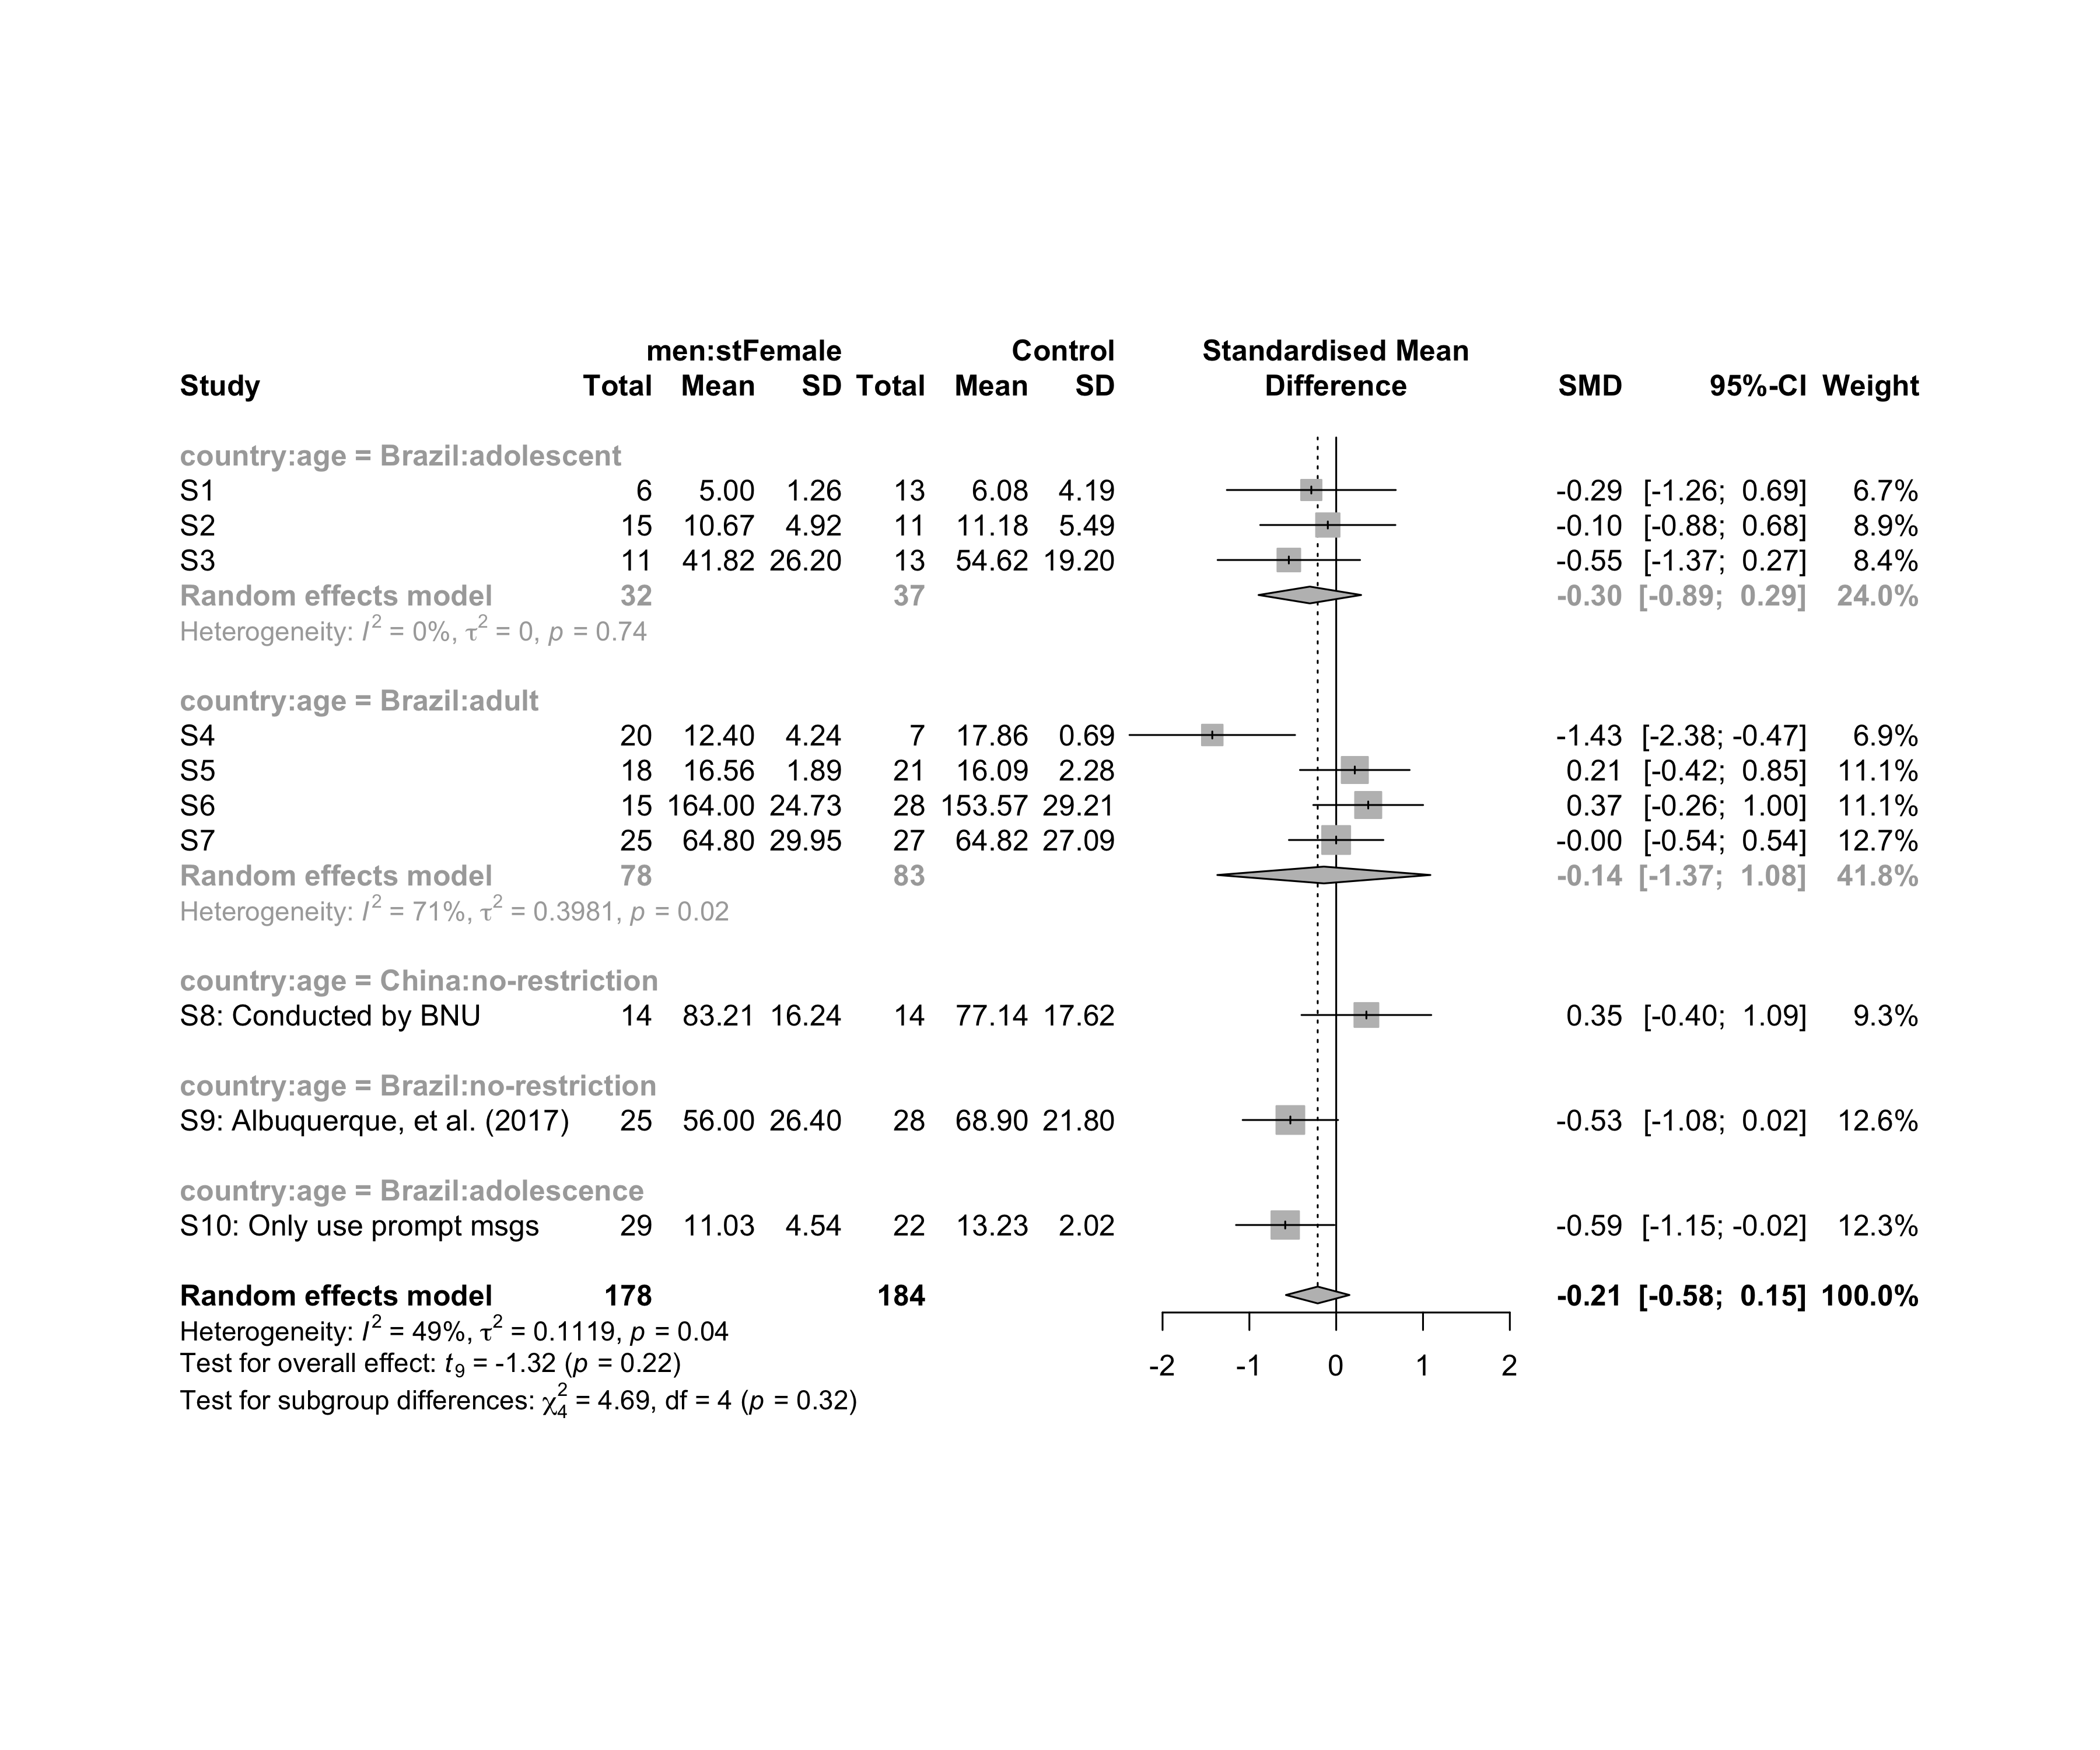 men:stFemale Control Standardised Mean
Study Total Mean SD Total Mean SD Difference SMD 95%-CI Weight
country:age = Brazil:adolescent
S1 6 5.00 1.26 13 6.08 4.19 -0.29 [-1.26; 0.69] 6.7%
S2 15 10.67 4.92 11 11.18 5.49 -0.10 [-0.88; 0.68] 8.9%
S3 11 41.82 26.20 13 54.62 19.20 -0.55 [-1.37; 0.27] 8.4%
Random effects model 32 37 -0.30 [-0.89; 0.29] 24.0%
Heterogeneity: I² = 0%, τ² = 0, p = 0.74
country:age = Brazil:adult
S4 20 12.40 4.24 7 17.86 0.69 -1.43 [-2.38; -0.47] 6.9%
S5 18 16.56 1.89 21 16.09 2.28 0.21 [-0.42; 0.85] 11.1%
S6 15 164.00 24.73 28 153.57 29.21 0.37 [-0.26; 1.00] 11.1%
S7 25 64.80 29.95 27 64.82 27.09 -0.00 [-0.54; 0.54] 12.7%
Random effects model 78 83 -0.14 [-1.37; 1.08] 41.8%
Heterogeneity: I² = 71%, τ² = 0.3981, p = 0.02
country:age = China:no-restriction
S8: Conducted by BNU 14 83.21 16.24 14 77.14 17.62 0.35 [-0.40; 1.09] 9.3%
country:age = Brazil:no-restriction
S9: Albuquerque, et al. (2017) 25 56.00 26.40 28 68.90 21.80 -0.53 [-1.08; 0.02] 12.6%
country:age = Brazil:adolescence
S10: Only use prompt msgs 29 11.03 4.54 22 13.23 2.02 -0.59 [-1.15; -0.02] 12.3%
Random effects model 178 184 -0.21 [-0.58; 0.15] 100.0%
Heterogeneity: I² = 49%, τ² = 0.1119, p = 0.04
Test for overall effect: t₉ = -1.32 (p = 0.22)
-2 -1 0 1 2
Test for subgroup differences: χ²₄ = 4.69, df = 4 (p = 0.32)